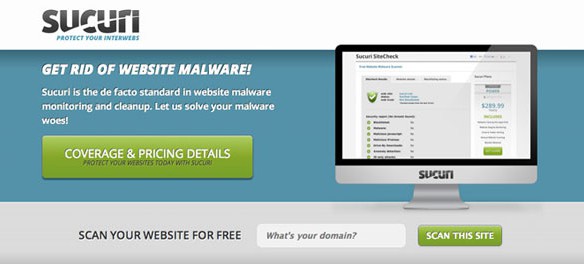 SUCURI
PROTECT YOUR INTERWEBS
GET RID OF WEBSITE MALWARE!
Sucuri is the de facto standard in website malware
monitoring and cleanup. Let us solve your malware
woes!
COVERAGE & PRICING DETAILS
PROTECT YOUR WEBSITES TODAY WITH SUCURI
Sucuri SiteCheck
$289.99
SUCURI
SCAN YOUR WEBSITE FOR FREE
What's your domain?
SCAN THIS SITE